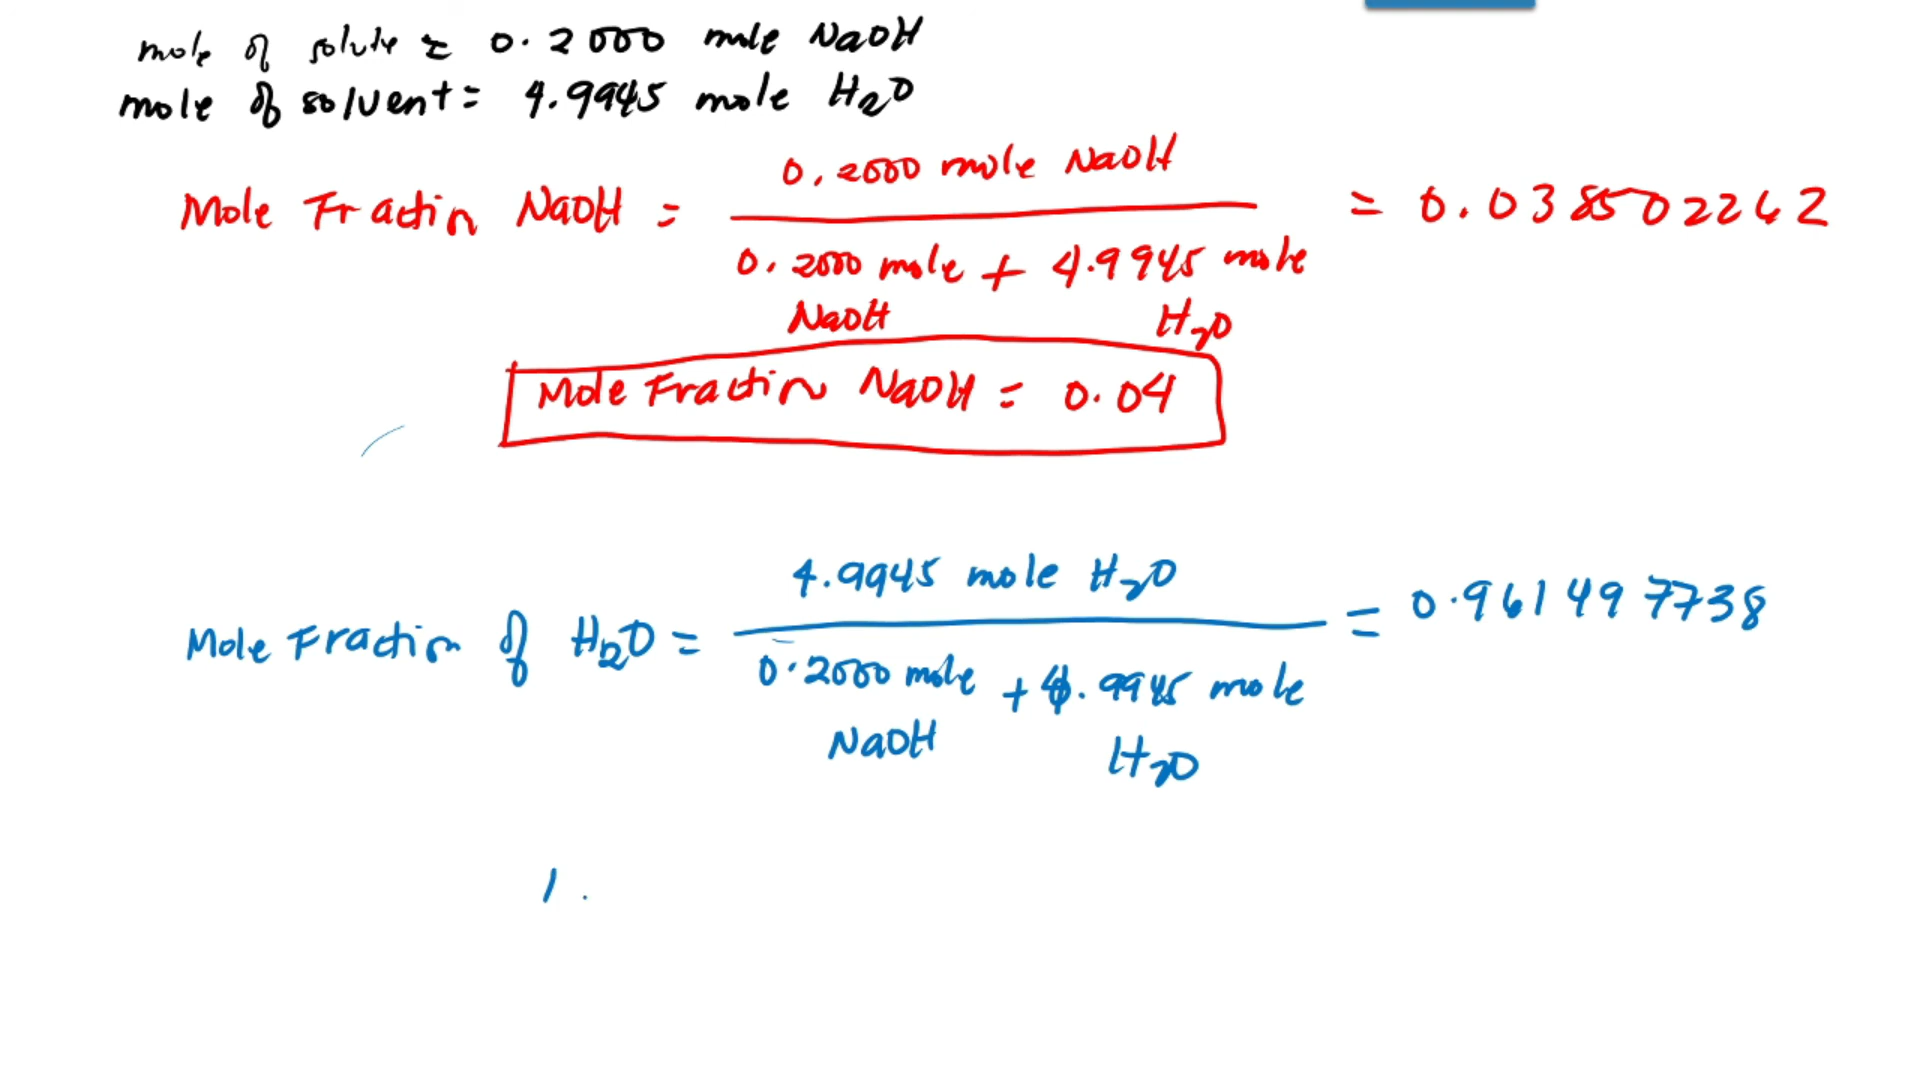 mole of solute = 0.2000 mole NaOH
mole of solvent = 4.9945 mole H2O
0.2000 mole NaOH
Mole Fraction NaOH = = 0.038502262
0.2000 mole + 4.9945 mole
NaOH H2O
Mole Fraction NaOH = 0.04
4.9945 mole H2O
Mole Fraction of H2O = = 0.961497738
0.2000 mole + 4.9945 mole
NaOH H2O
1.